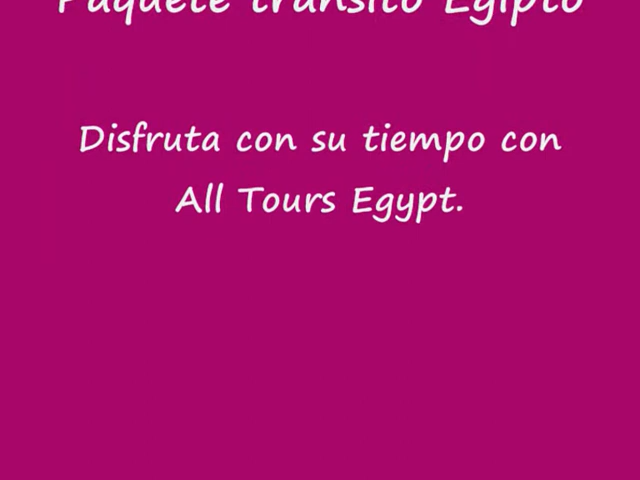 Paquete transito Egipto
Disfruta con su tiempo con
All Tours Egypt.